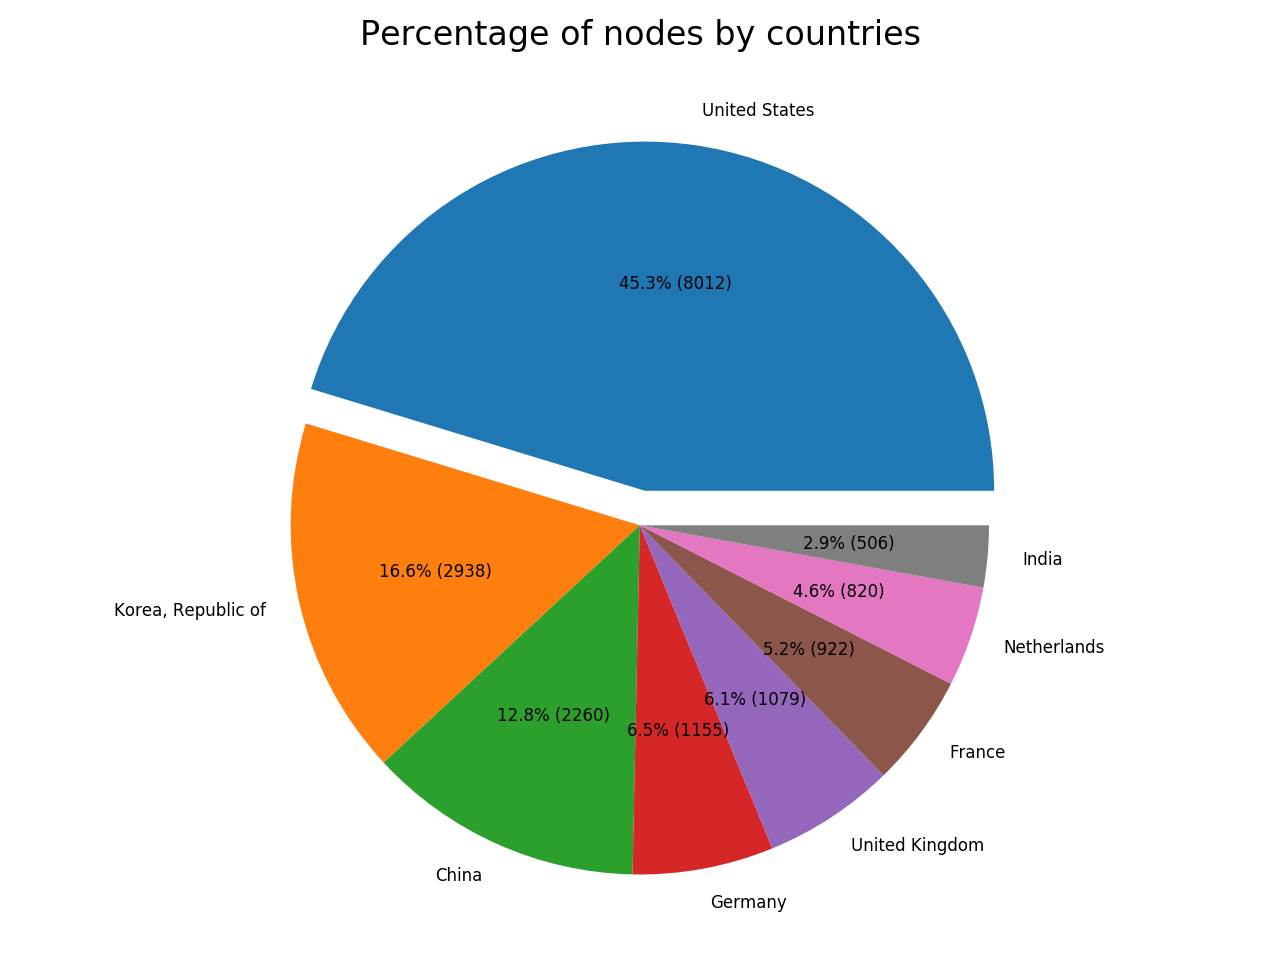 Percentage of nodes by countries
United States
45.3% (8012)
2.9% (506)
India
16.6% (2938)
4.6% (820)
Korea, Republic of
5.2% (922)
Netherlands
6.1% (1079)
12.8% (2260)
6.5% (1155)
France
United Kingdom
China
Germany